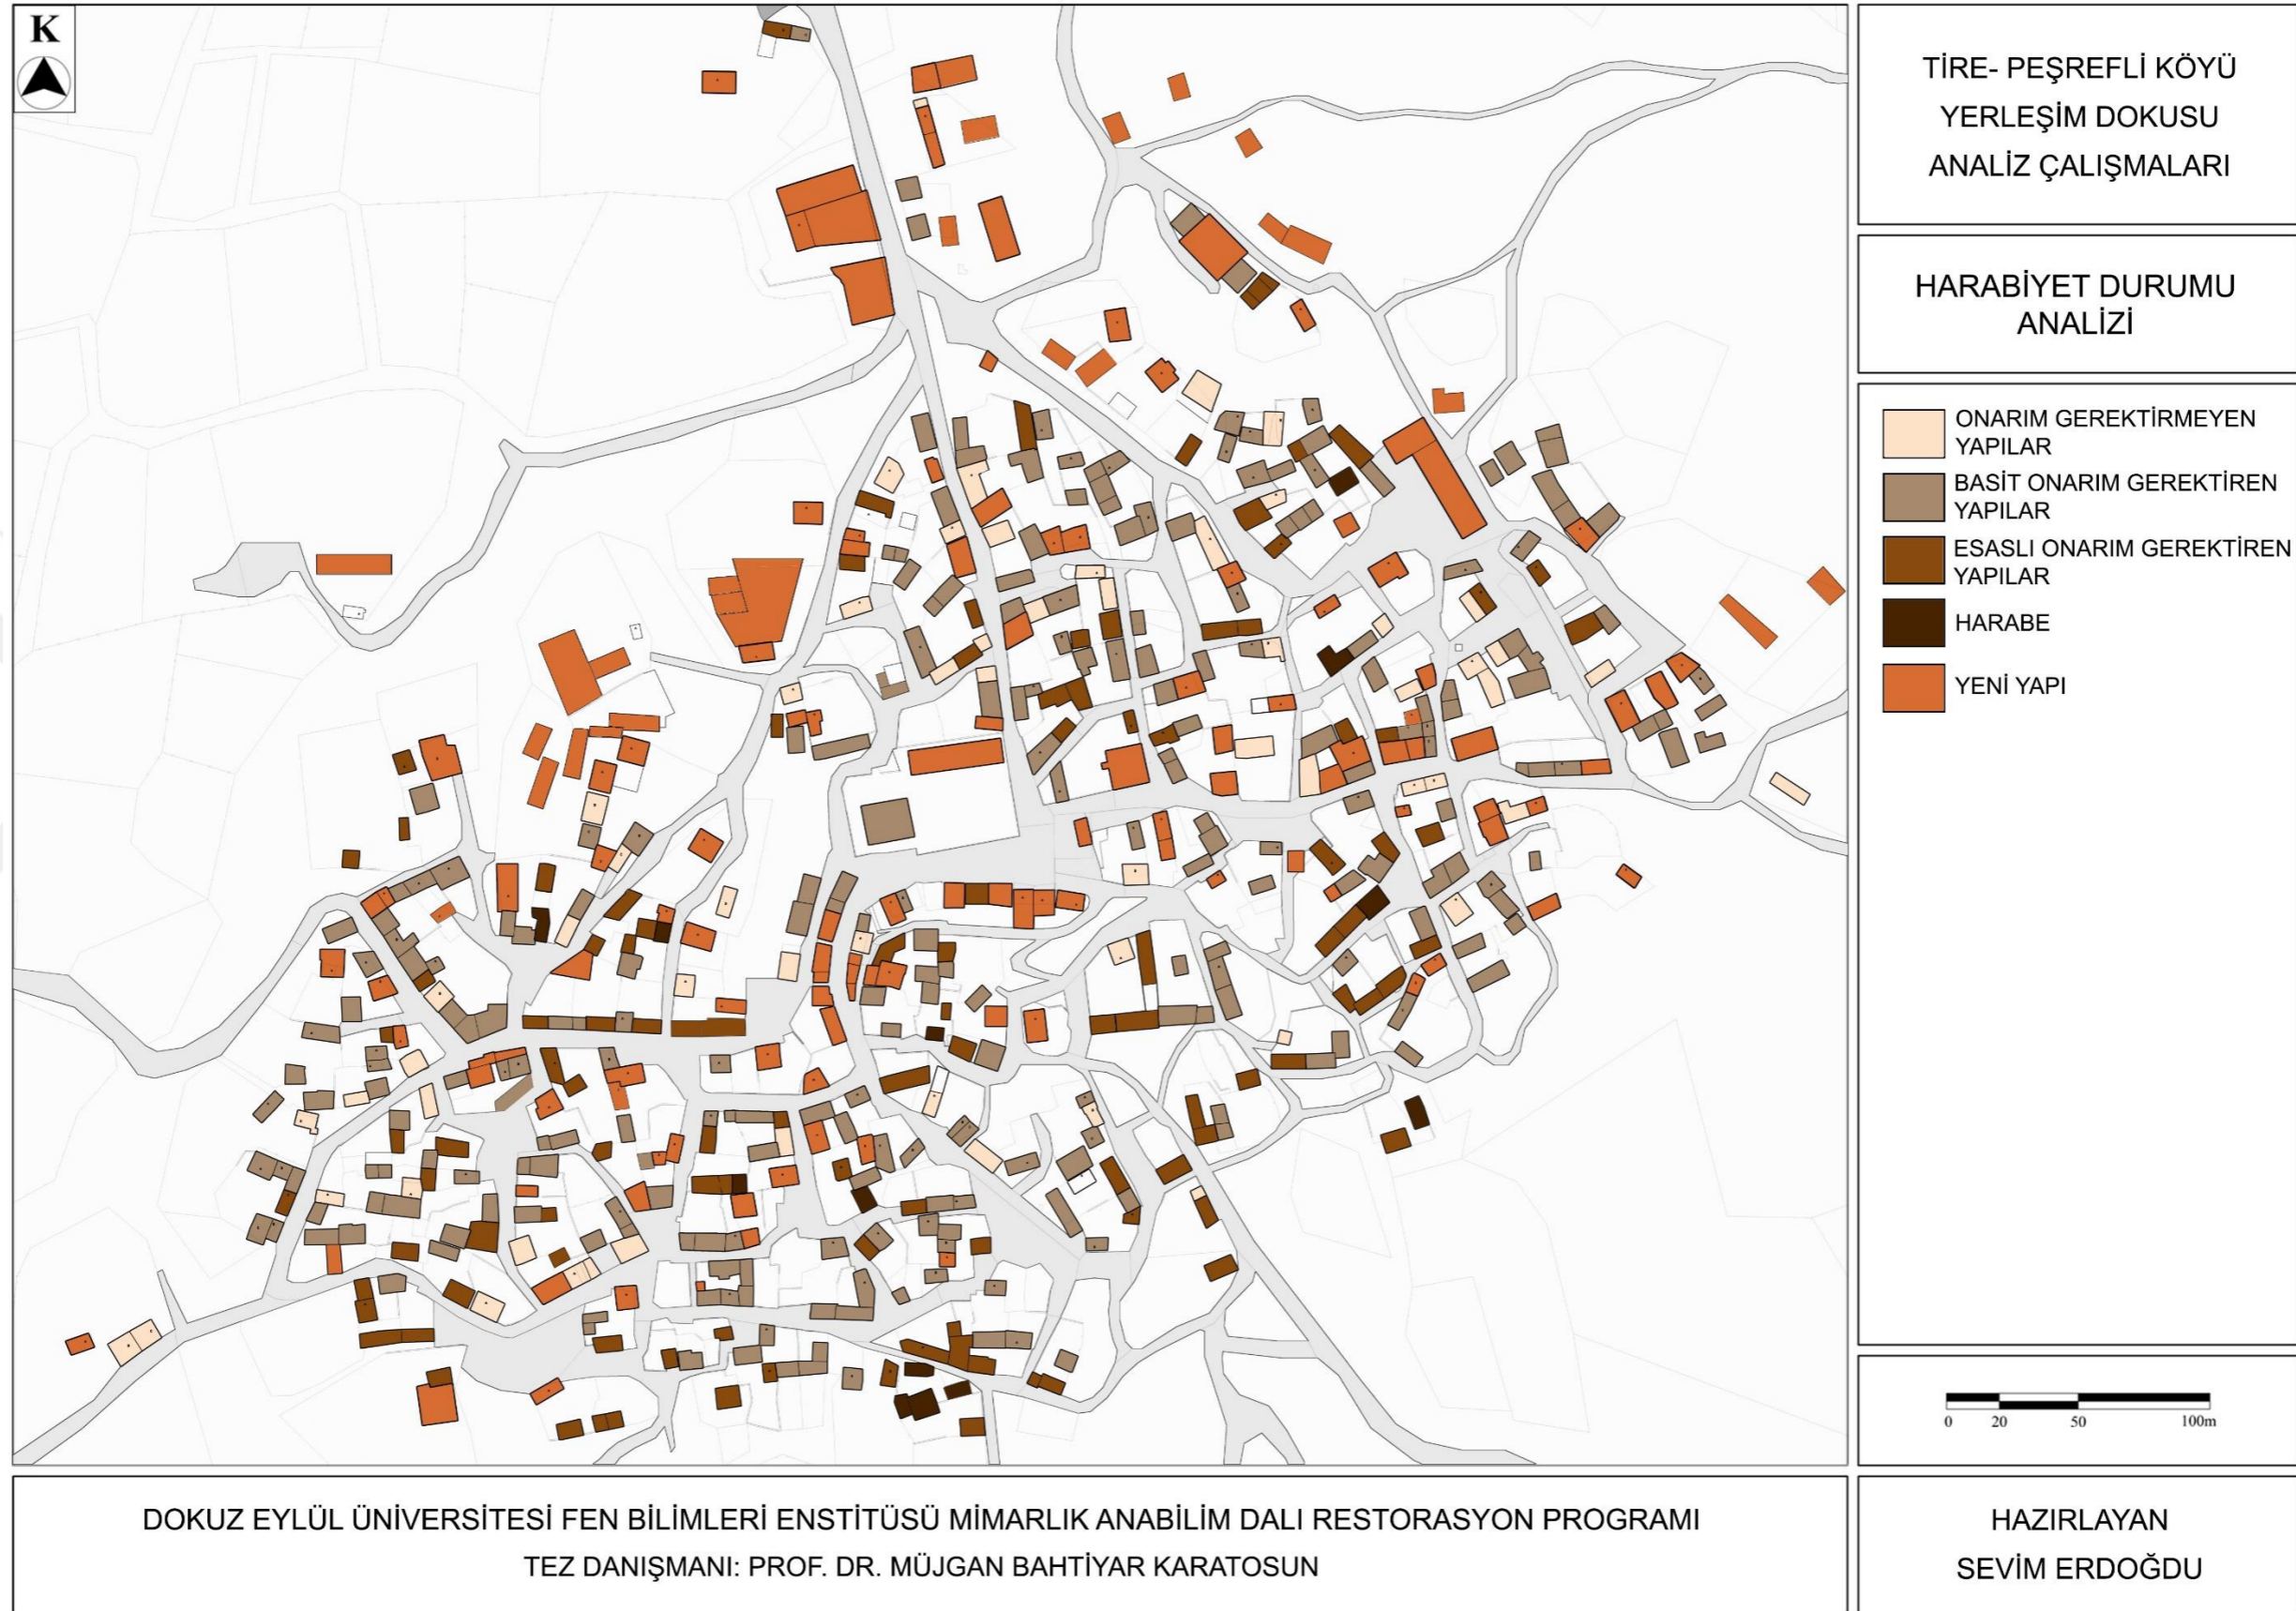 K
TİRE- PEŞREFLİ KÖYÜ
YERLEŞİM DOKUSU
ANALİZ ÇALIŞMALARI
HARABİYET DURUMU
ANALİZİ
ONARIM GEREKTİRMEYEN
YAPILAR
BASİT ONARIM GEREKTİREN
YAPILAR
ESASLI ONARIM GEREKTİREN
YAPILAR
HARABE
YENİ YAPI
0 20 50 100m
DOKUZ EYLÜL ÜNİVERSİTESİ FEN BİLİMLERİ ENSTİTÜSÜ MİMARLIK ANABİLİM DALI RESTORASYON PROGRAMI
TEZ DANIŞMANI: PROF. DR. MÜJGAN BAHTİYAR KARATOSUN
HAZIRLAYAN
SEVİM ERDOĞDU